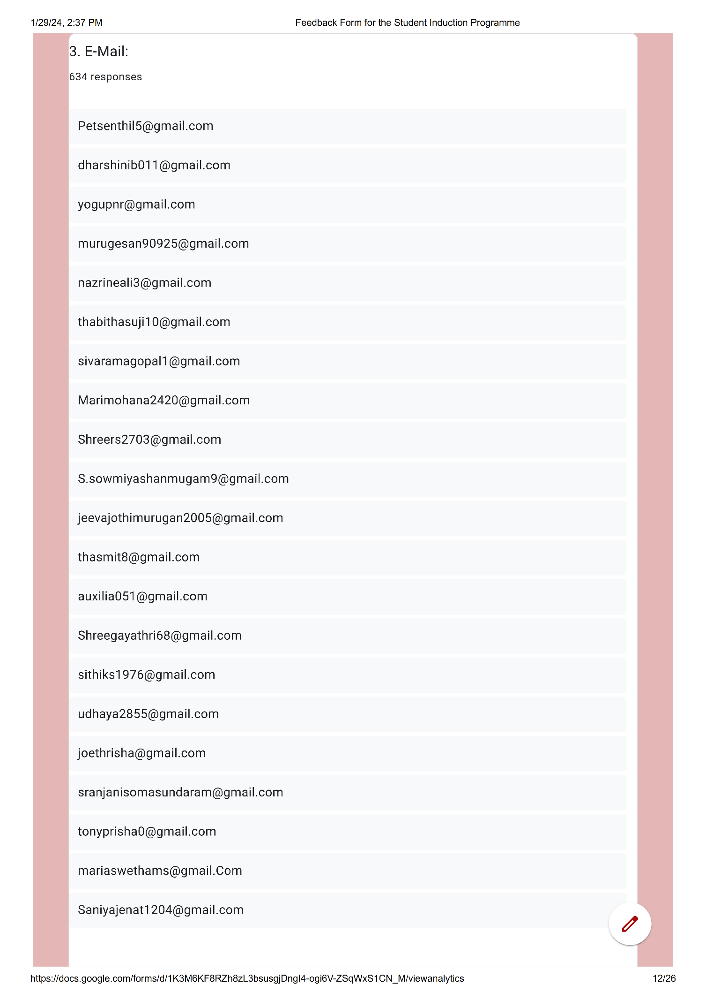 1/29/24, 2:37 PM Feedback Form for the Student Induction Programme
3. E-Mail:
634 responses
Petsenthil5@gmail.com
dharshinib011@gmail.com
yogupnr@gmail.com
murugesan90925@gmail.com
nazrineali3@gmail.com
thabithasuji10@gmail.com
sivaramagopal1@gmail.com
Marimohana2420@gmail.com
Shreers2703@gmail.com
S.sowmiyashanmugam9@gmail.com
jeevajothimurugan2005@gmail.com
thasmit8@gmail.com
auxilia051@gmail.com
Shreegayathri68@gmail.com
sithiks1976@gmail.com
udhaya2855@gmail.com
joethrisha@gmail.com
sranjanisomasundaram@gmail.com
tonyprisha0@gmail.com
mariaswethams@gmail.Com
Saniyajenat1204@gmail.com
https://docs.google.com/forms/d/1K3M6KF8RZh8zL3bsusgjDngI4-ogi6V-ZSqWxS1CN_M/viewanalytics 12/26